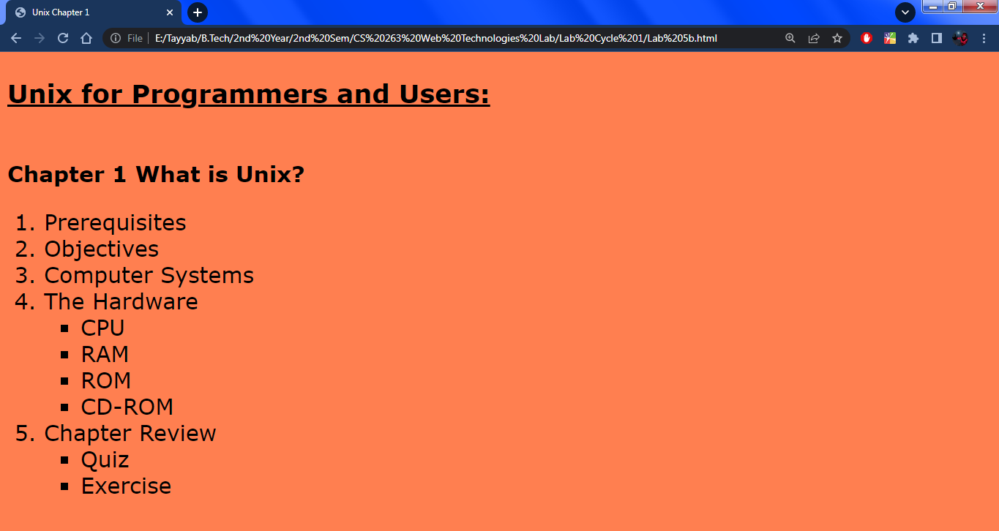 Unix Chapter 1
File
E:/Tayyab/B.Tech/2nd%20Year/2nd%20Sem/CS%20263%20Web%20Technologies%20Lab/Lab%20Cycle%201/Lab%205b.html
Unix for Programmers and Users:
Chapter 1 What is Unix?
1. Prerequisites
2. Objectives
3. Computer Systems
4. The Hardware
▪ CPU
▪ RAM
▪ ROM
▪ CD-ROM
5. Chapter Review
▪ Quiz
▪ Exercise